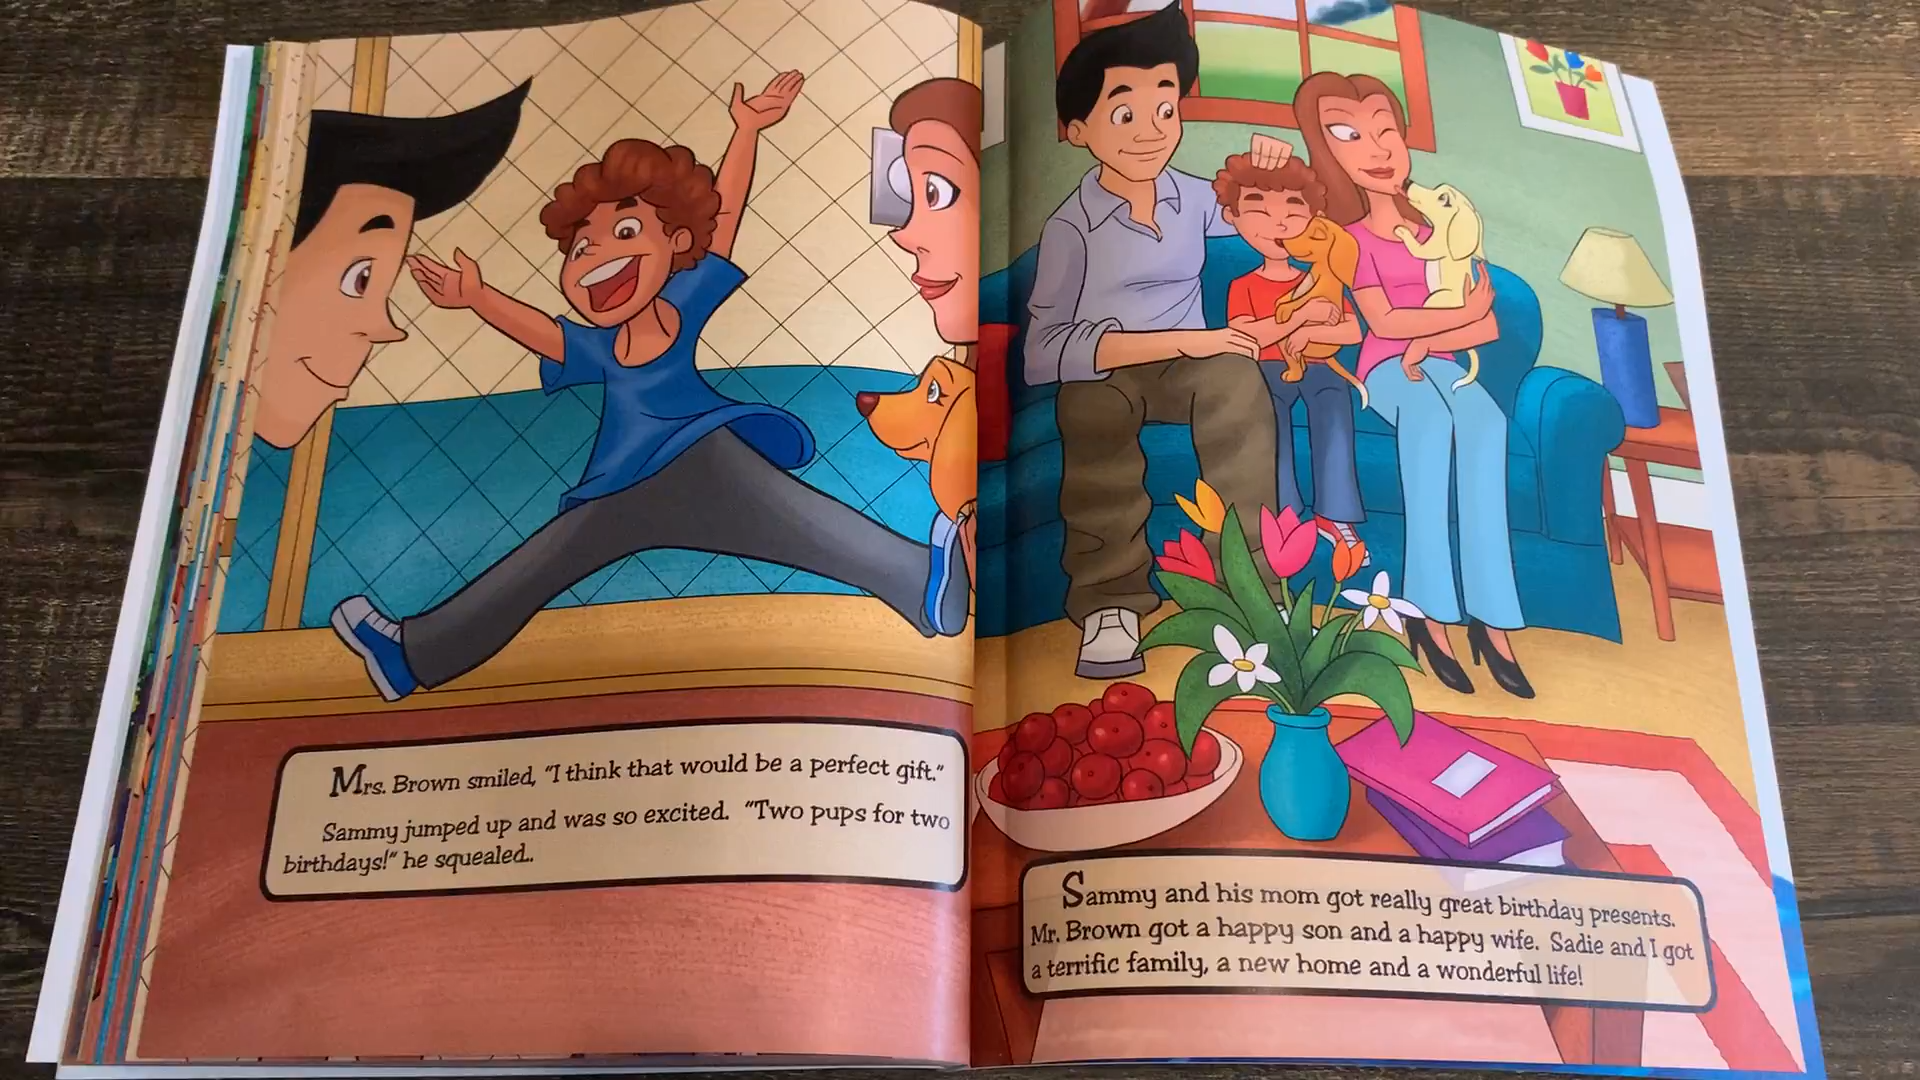 Mrs. Brown smiled, "I think that would be a perfect gift."
Sammy jumped up and was so excited. "Two pups for two
birthdays!" he squealed..
Sammy and his mom got really great birthday presents.
Mr. Brown got a happy son and a happy wife. Sadie and I got
a terrific family, a new home and a wonderful life!